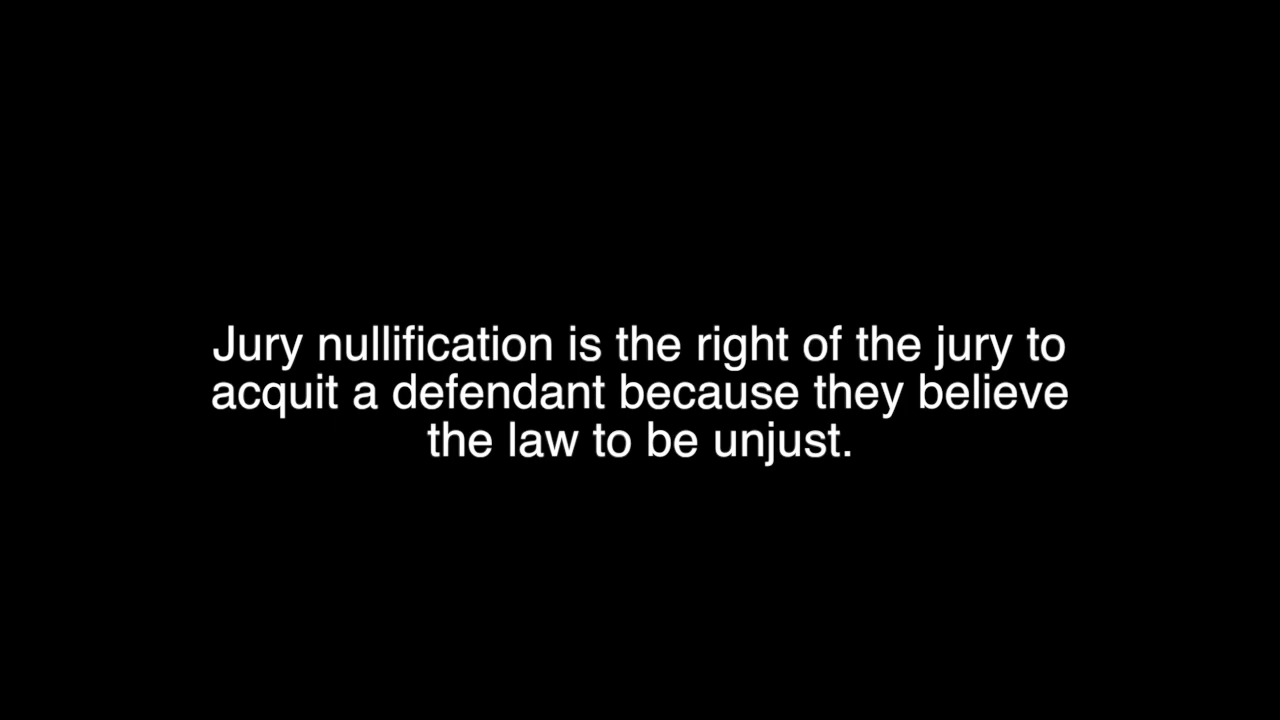 Jury nullification is the right of the jury to
acquit a defendant because they believe
the law to be unjust.